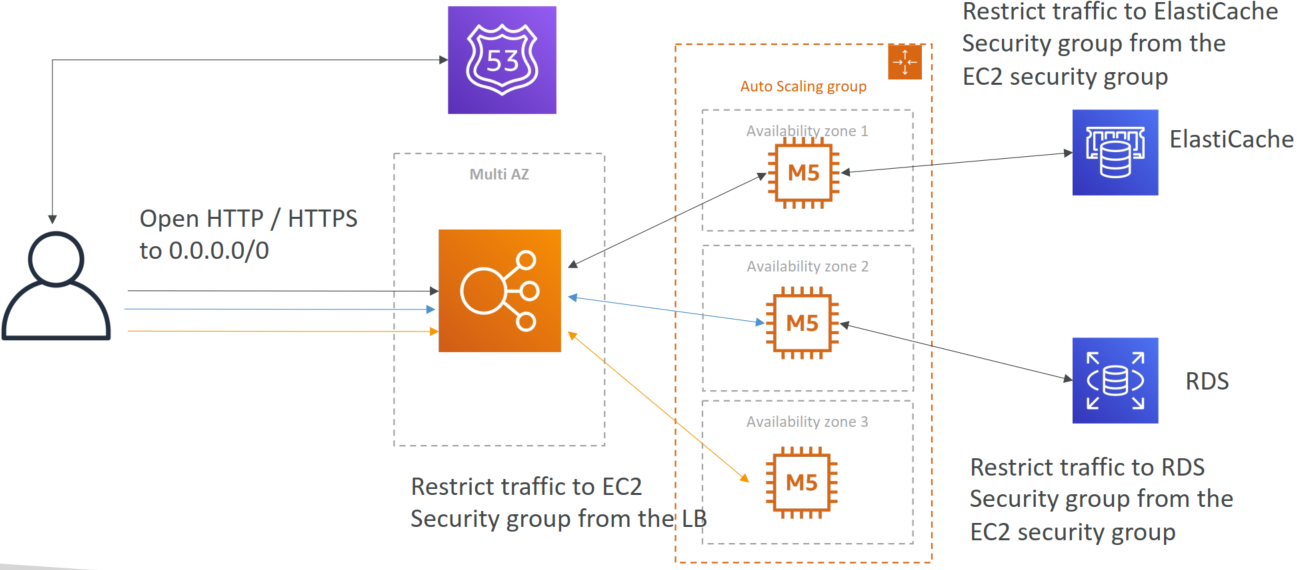 Restrict traffic to ElastiCache
Security group from the
EC2 security group
53
Auto Scaling group
Availability zone 1
M5
ElastiCache
Multi AZ
Open HTTP / HTTPS
to 0.0.0.0/0
Availability zone 2
M5
RDS
Availability zone 3
M5
Restrict traffic to EC2
Security group from the LB
Restrict traffic to RDS
Security group from the
EC2 security group